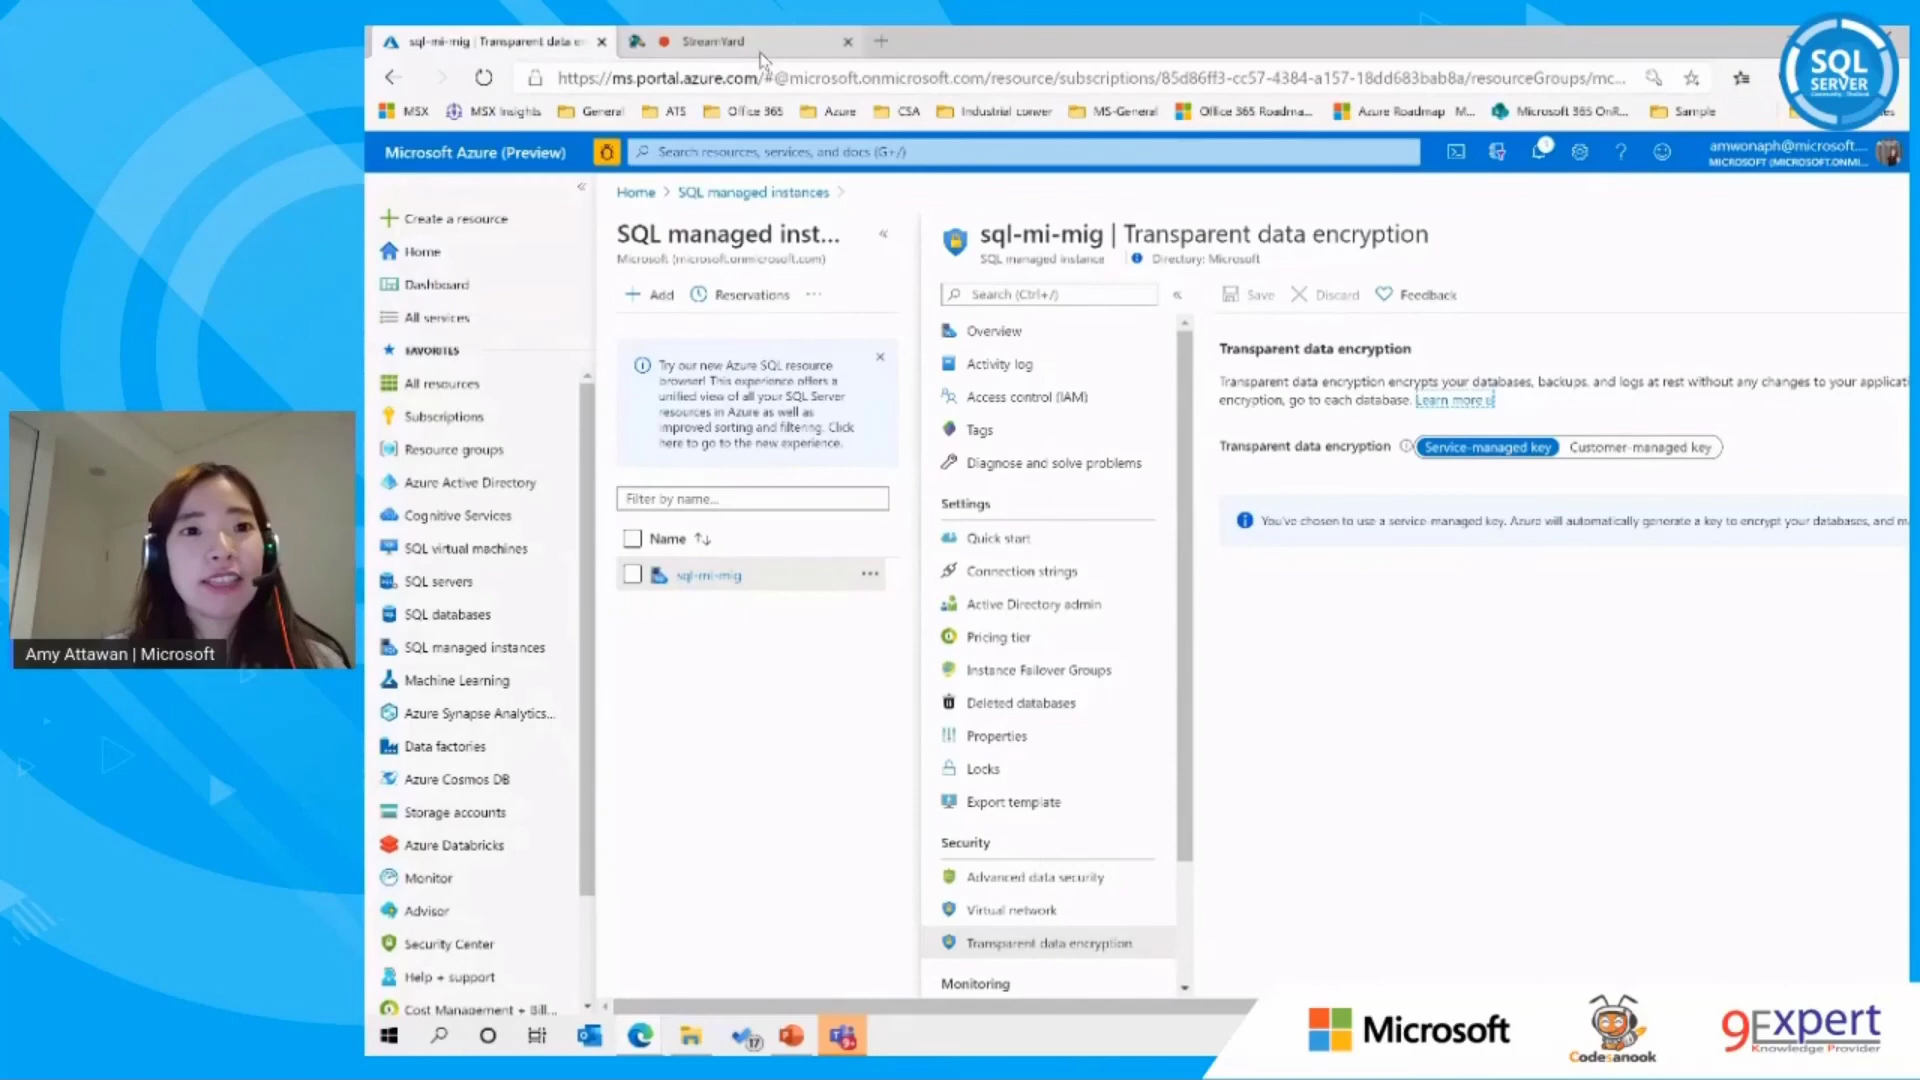 sql-mi-mig | Transparent data e
StreamYard
https://ms.portal.azure.com/#@microsoft.onmicrosoft.com/resource/subscriptions/85d86ff3-cc57-4384-a157-18dd683bab8a/resourceGroups/mc...
MSX
MSX Insights
General
ATS
Office 365
Azure
CSA
Industrial conver
MS-General
Office 365 Roadma...
Azure Roadmap M...
Microsoft 365 OnR...
Sample
SQL
SERVER
Microsoft Azure (Preview)
Search resources, services, and docs (G+/)
1
amwonaph@microsoft....
MICROSOFT (MICROSOFT.ONMI...
Create a resource
Home
Dashboard
All services
FAVORITES
All resources
Subscriptions
Resource groups
Azure Active Directory
Cognitive Services
SQL virtual machines
SQL servers
SQL databases
SQL managed instances
Machine Learning
Azure Synapse Analytics...
Data factories
Azure Cosmos DB
Storage accounts
Azure Databricks
Monitor
Advisor
Security Center
Help + support
Cost Management + Bill...
Home > SQL managed instances >
SQL managed inst...
Microsoft (microsoft.onmicrosoft.com)
Add
Reservations
...
Try our new Azure SQL resource
browser! This experience offers a
unified view of all your SQL Server
resources in Azure as well as
improved sorting and filtering. Click
here to go to the new experience.
Filter by name...
Name
sql-mi-mig
...
sql-mi-mig | Transparent data encryption
SQL managed instance
Directory: Microsoft
Search (Ctrl+/)
Overview
Activity log
Access control (IAM)
Tags
Diagnose and solve problems
Settings
Quick start
Connection strings
Active Directory admin
Pricing tier
Instance Failover Groups
Deleted databases
Properties
Locks
Export template
Security
Advanced data security
Virtual network
Transparent data encryption
Monitoring
Save
Discard
Feedback
Transparent data encryption
Transparent data encryption encrypts your databases, backups, and logs at rest without any changes to your applicati
encryption, go to each database. Learn more
Transparent data encryption
Service-managed key
Customer-managed key
You've chosen to use a service-managed key. Azure will automatically generate a key to encrypt your databases, and m
Amy Attawan | Microsoft
17
9+
Microsoft
Codesanook
9Expert
Knowledge Provider